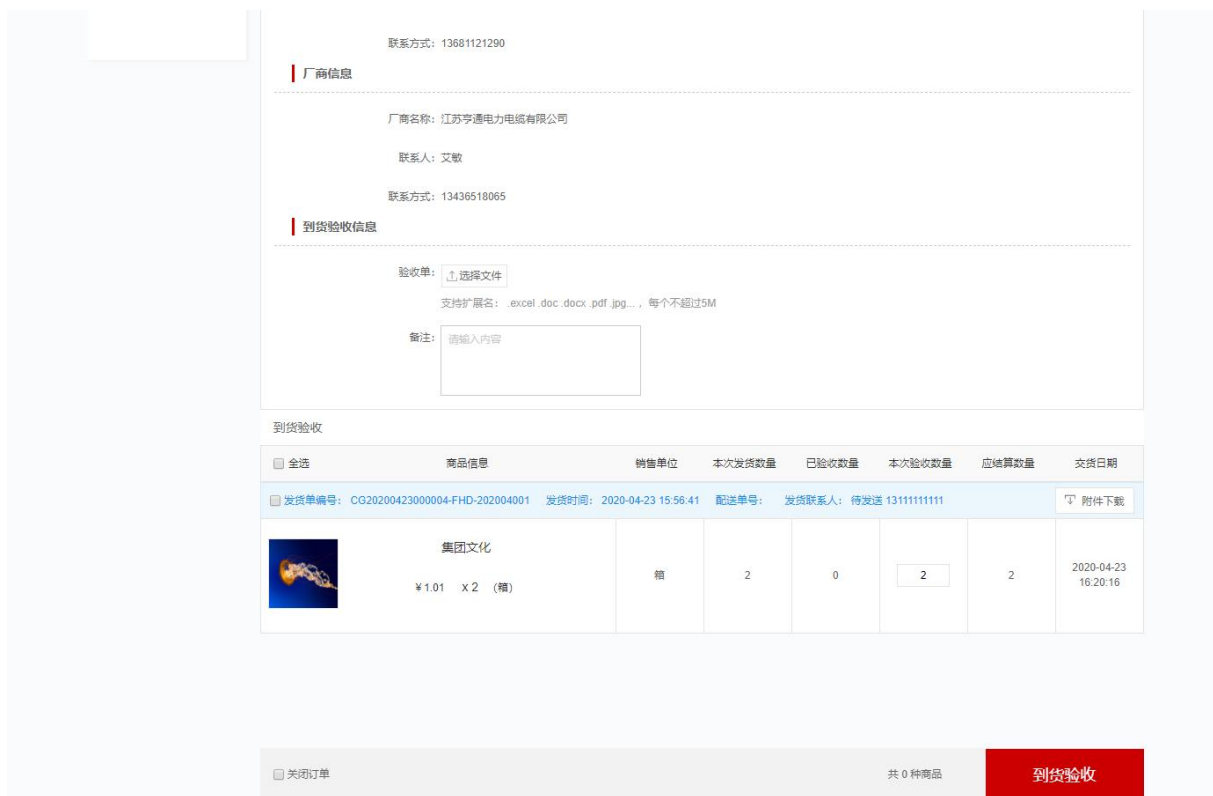 联系方式：13681121290
厂商信息
厂商名称：江苏亨通电力电缆有限公司
联系人：艾敏
联系方式：13436518065
到货验收信息
验收单：选择文件
支持扩展名： .excel .doc .docx .pdf .jpg... ，每个不超过5M
备注：请输入内容
到货验收
全选 商品信息 销售单位 本次发货数量 已验收数量 本次验收数量 应结算数量 交货日期
发货单编号： CG20200423000004-FHD-202004001 发货时间： 2020-04-23 15:56:41 配送单号： 发货联系人： 待发送 13111111111 附件下载
集团文化
¥1.01 X 2 （箱） 箱 2 0 2 2 2020-04-23
16:20:16
关闭订单 共 0 种商品 到货验收